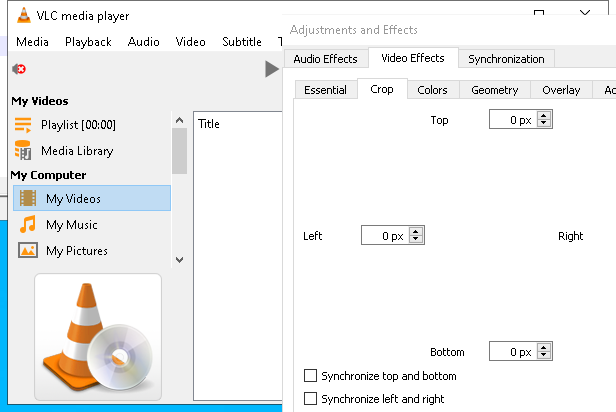 VLC media player
Media Playback Audio Video Subtitle
My Videos
Playlist [00:00]
Media Library
My Computer
My Videos
My Music
My Pictures
Title
Adjustments and Effects
Audio Effects Video Effects Synchronization
Essential Crop Colors Geometry Overlay
Top 0 px
Left 0 px Right
Bottom 0 px
Synchronize top and bottom
Synchronize left and right